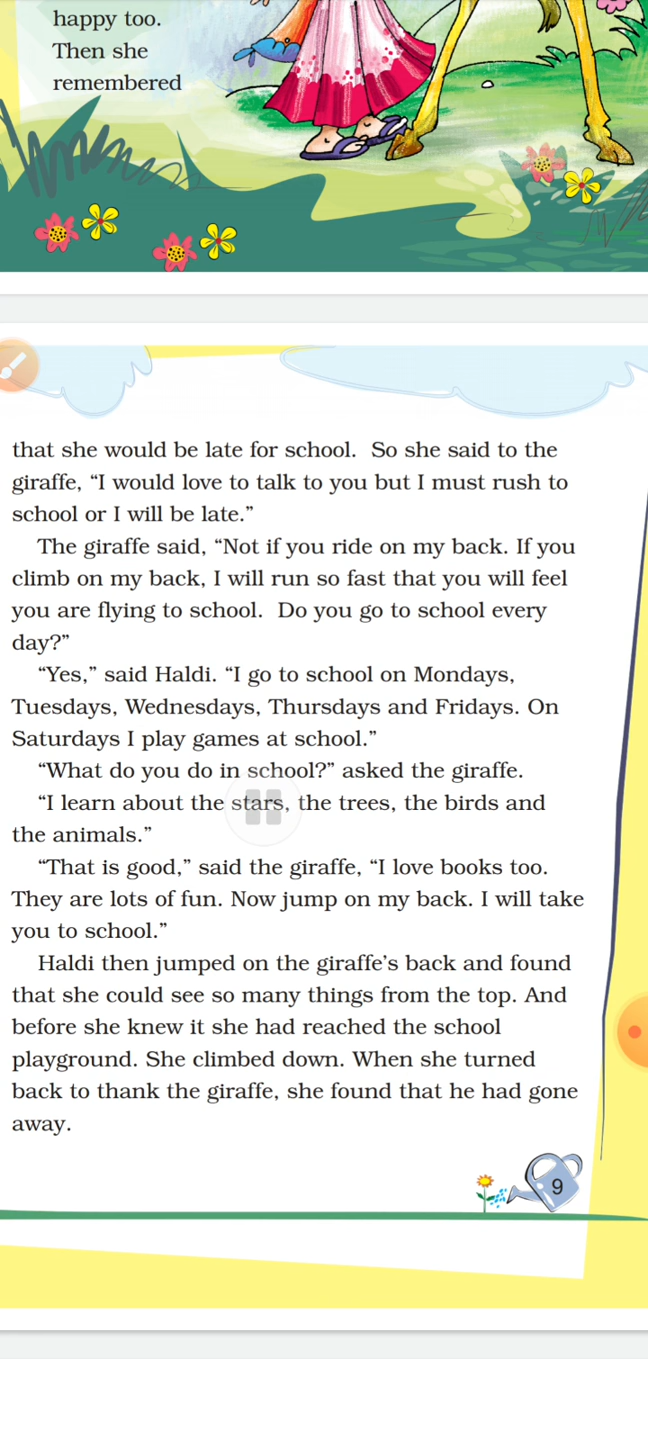 happy too.
Then she
remembered
that she would be late for school.  So she said to the
giraffe, “I would love to talk to you but I must rush to
school or I will be late.”
The giraffe said, “Not if you ride on my back. If you
climb on my back, I will run so fast that you will feel
you are flying to school.  Do you go to school every
day?”
“Yes,” said Haldi. “I go to school on Mondays,
Tuesdays, Wednesdays, Thursdays and Fridays. On
Saturdays I play games at school.”
“What do you do in school?” asked the giraffe.
“I learn about the stars, the trees, the birds and
the animals.”
“That is good,” said the giraffe, “I love books too.
They are lots of fun. Now jump on my back. I will take
you to school.”
Haldi then jumped on the giraffe’s back and found
that she could see so many things from the top. And
before she knew it she had reached the school
playground. She climbed down. When she turned
back to thank the giraffe, she found that he had gone
away.
9